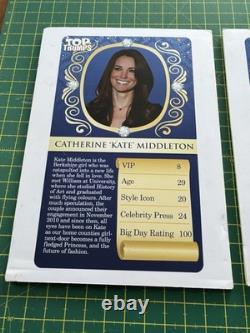 TOP
TRUMPS
CATHERINE 'KATE' MIDDLETON
Kate Middleton is the
Berkshire girl who was
catapulted into a new life
when she fell in love. She
met William at University,
where she studied History
of Art and graduated
with flying colours. After
much speculation, the
couple announced their
engagement in November
2010 and since then, all
eyes have been on Kate
as our home counties girl-
next-door becomes a fully
fledged Princess, and the
future of fashion.
VIP 8
Age 29
Style Icon 20
Celebrity Press 24
Big Day Rating 100